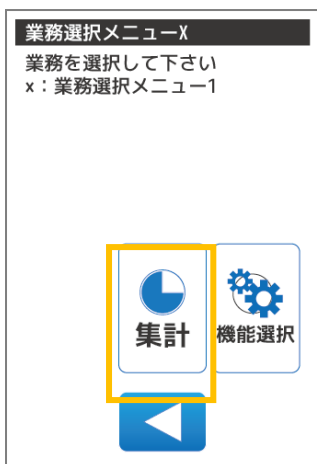 業務選択メニューX
業務を選択して下さい
x：業務選択メニュー1
集計
機能選択